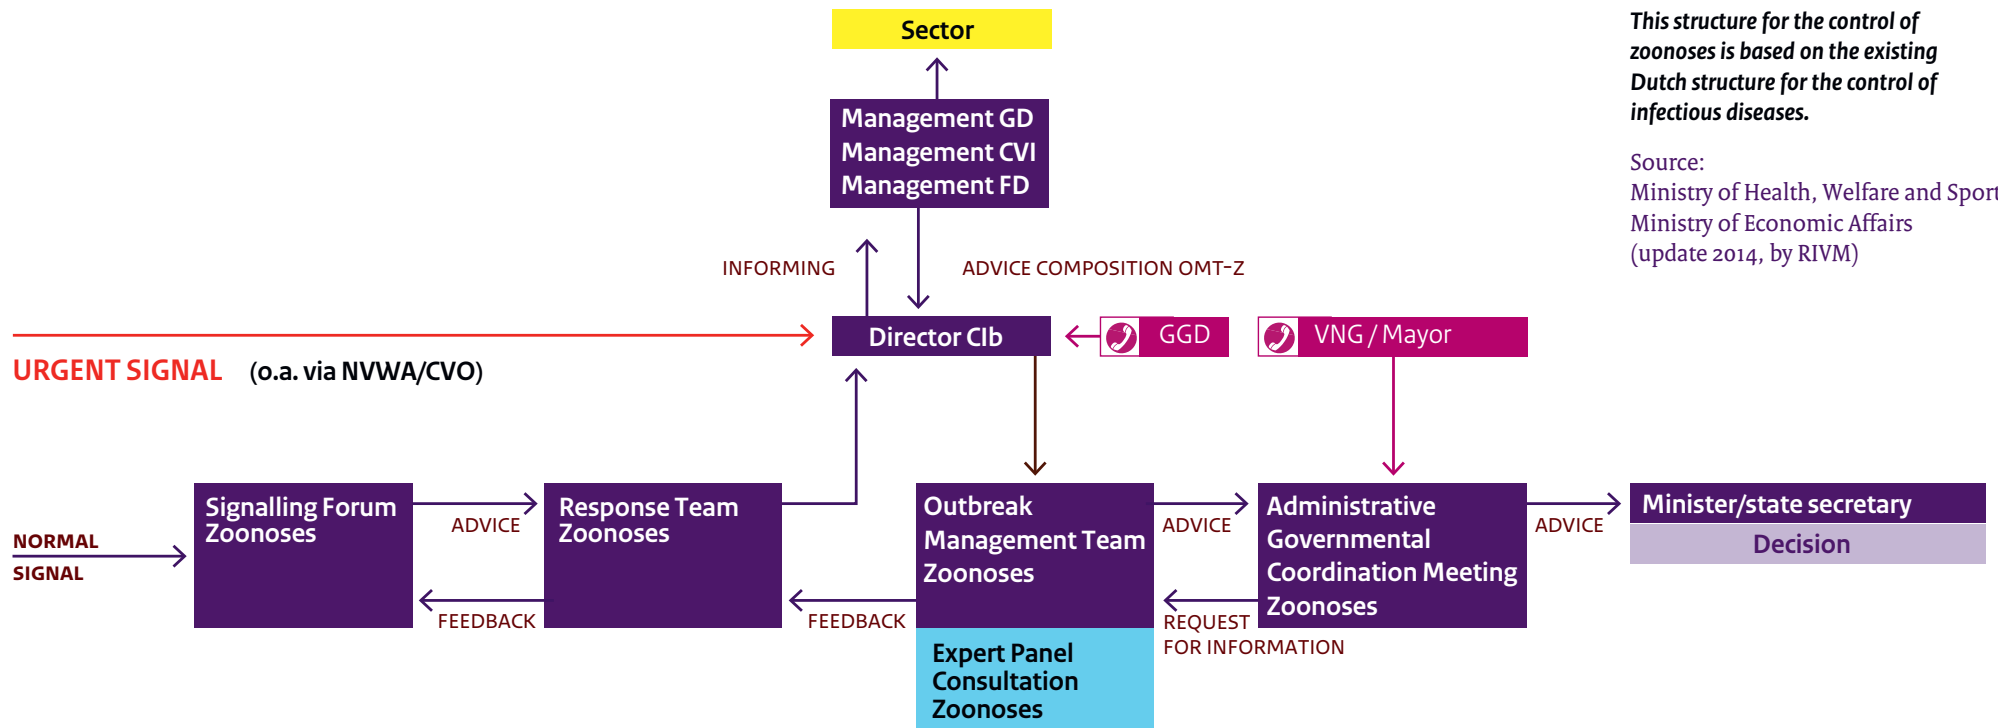 Sector
Management GD
Management CVI
Management FD
This structure for the control of
zoonoses is based on the existing
Dutch structure for the control of
infectious diseases.
Source:
Ministry of Health, Welfare and Sport
Ministry of Economic Affairs
(update 2014, by RIVM)
INFORMING
ADVICE COMPOSITION OMT-Z
Director CIb
GGD
VNG / Mayor
URGENT SIGNAL (o.a. via NVWA/CVO)
NORMAL
SIGNAL
Signalling Forum
Zoonoses
ADVICE
FEEDBACK
Response Team
Zoonoses
FEEDBACK
Outbreak
Management Team
Zoonoses
Expert Panel
Consultation
Zoonoses
ADVICE
REQUEST
FOR INFORMATION
Administrative
Governmental
Coordination Meeting
Zoonoses
ADVICE
Minister/state secretary
Decision